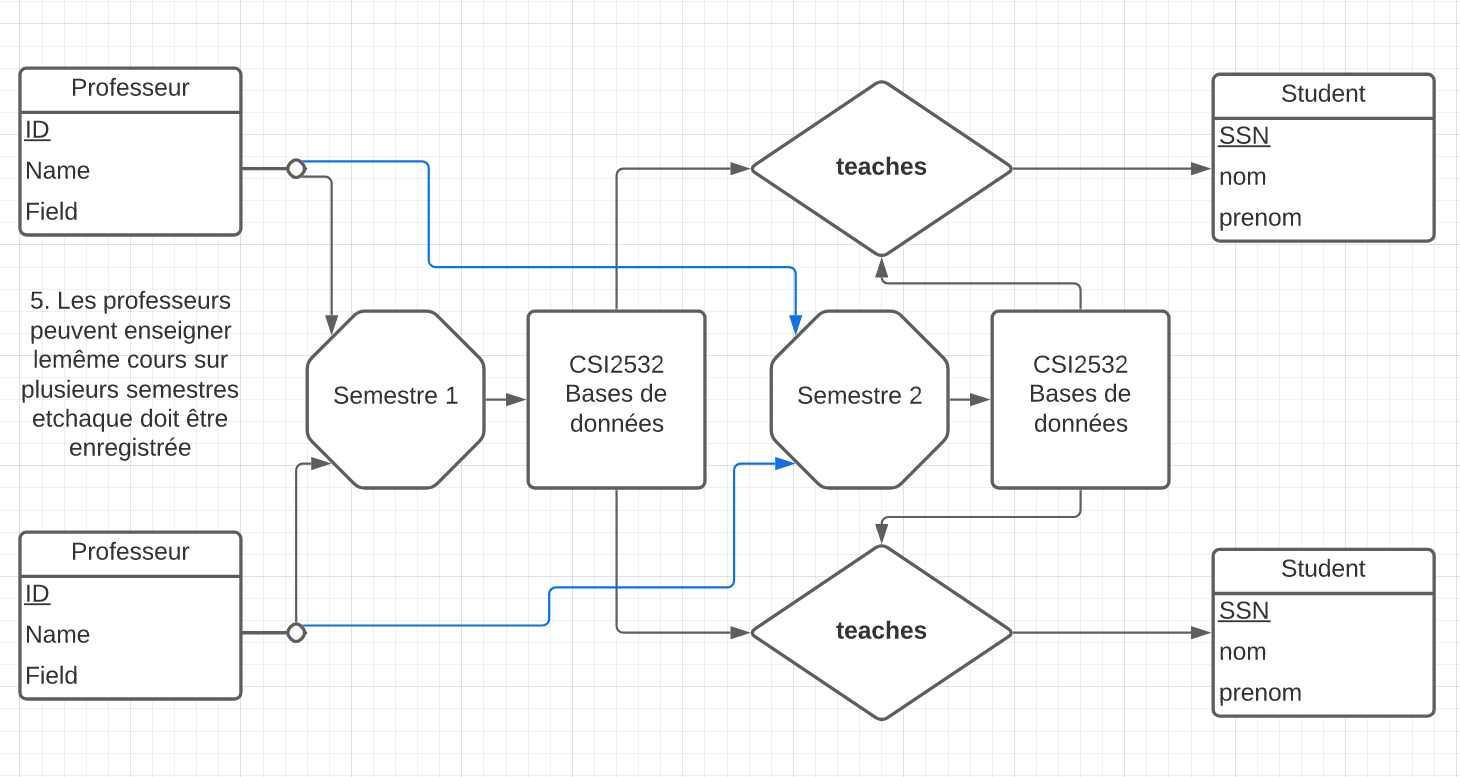 Professeur
ID
Name
Field
teaches
Student
SSN
nom
prenom
5. Les professeurs
peuvent enseigner
lemême cours sur
plusieurs semestres
etchaque doit être
enregistrée
Semestre 1
CSI2532
Bases de
données
Semestre 2
CSI2532
Bases de
données
Professeur
ID
Name
Field
teaches
Student
SSN
nom
prenom